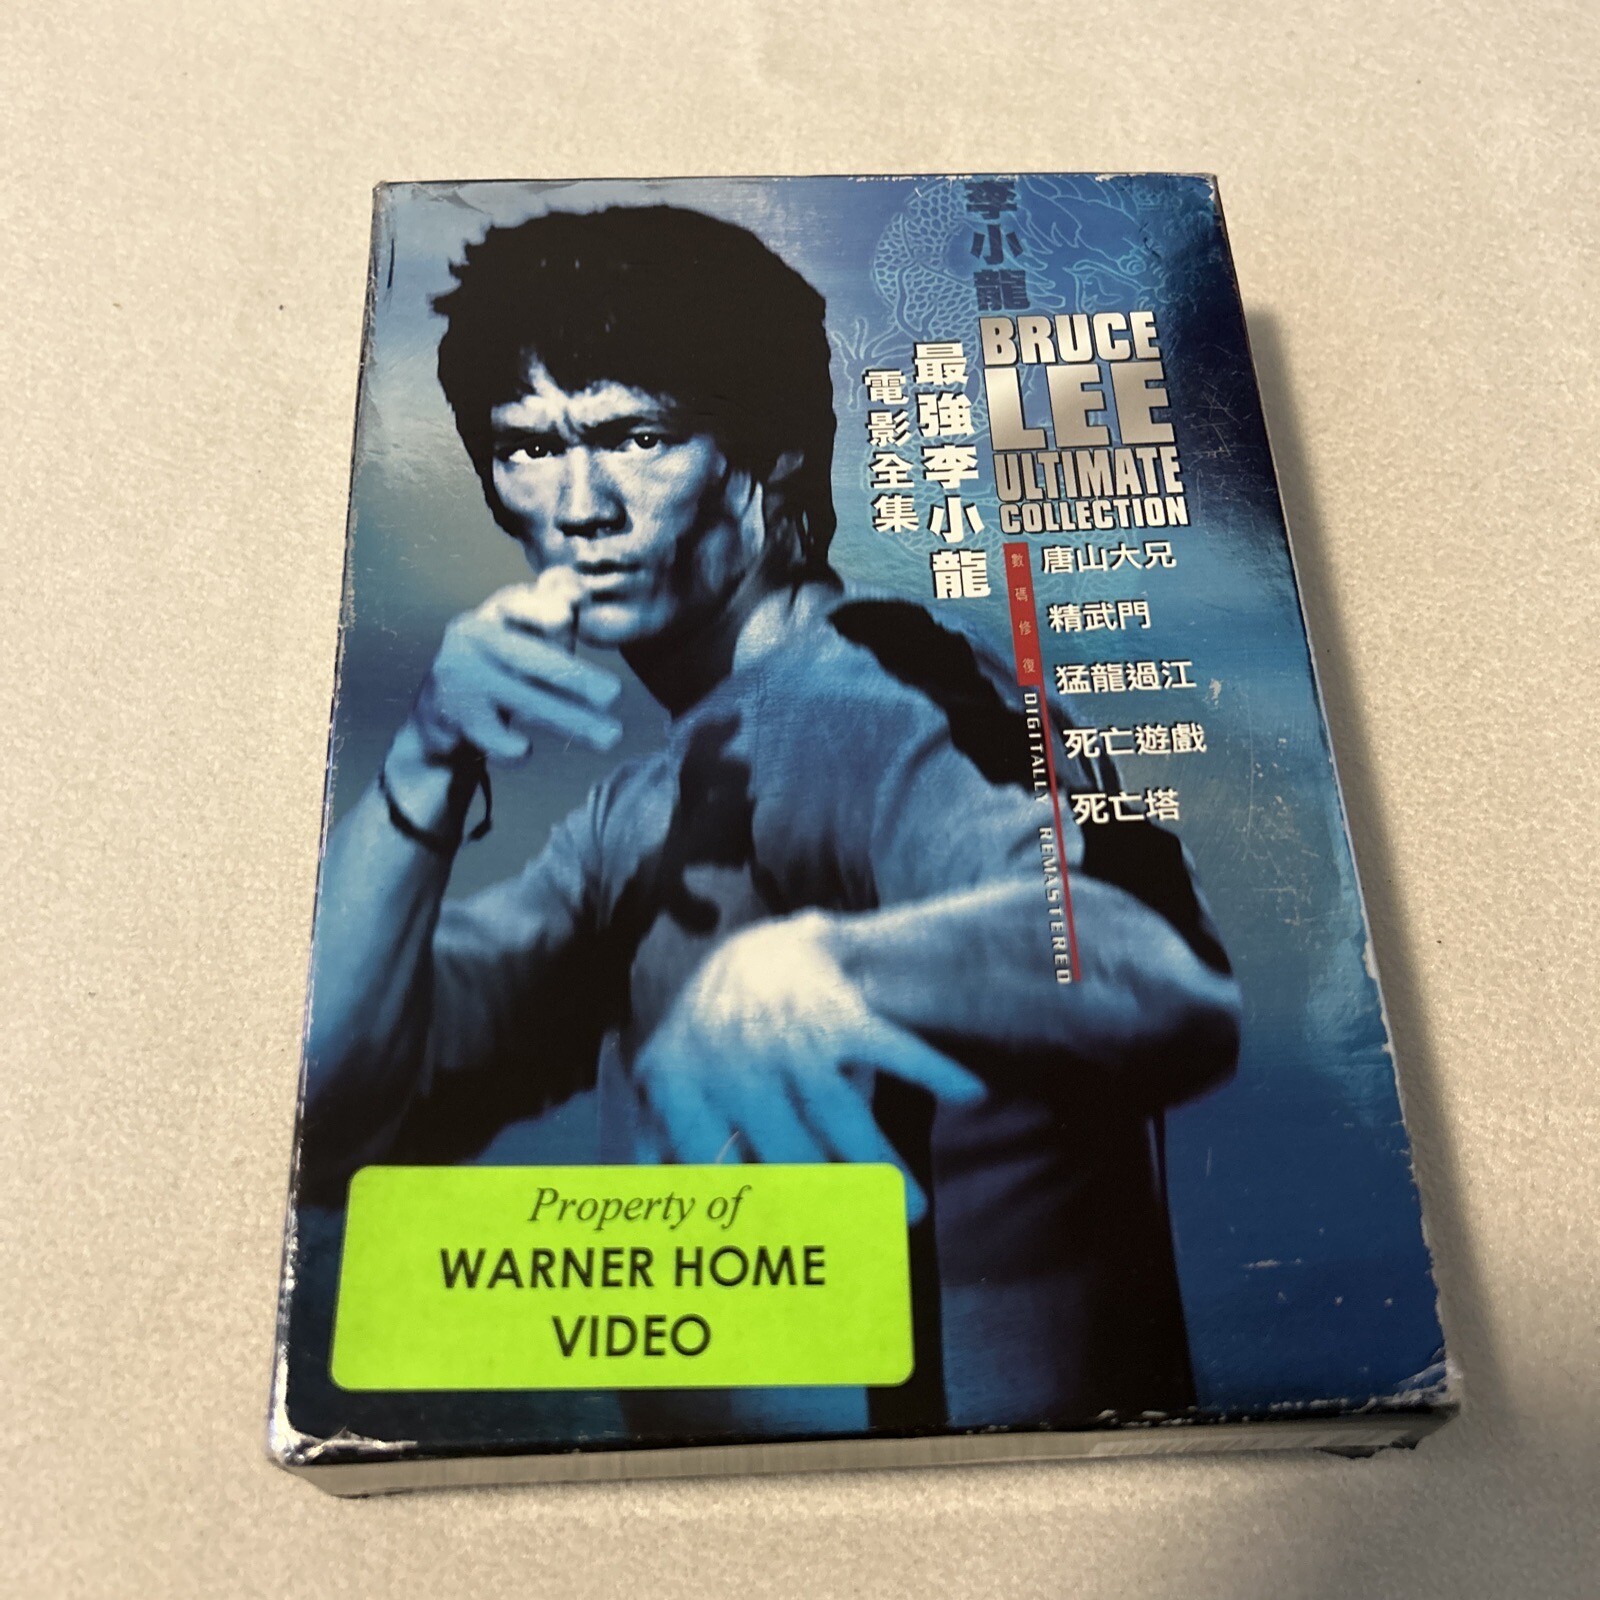 李小龍
BRUCE
LEE
ULTIMATE
COLLECTION
最強李小龍
電影全集
數碼修復
DIGITALLY REMASTERED
唐山大兄
精武門
猛龍過江
死亡遊戲
死亡塔
Property of
WARNER HOME
VIDEO